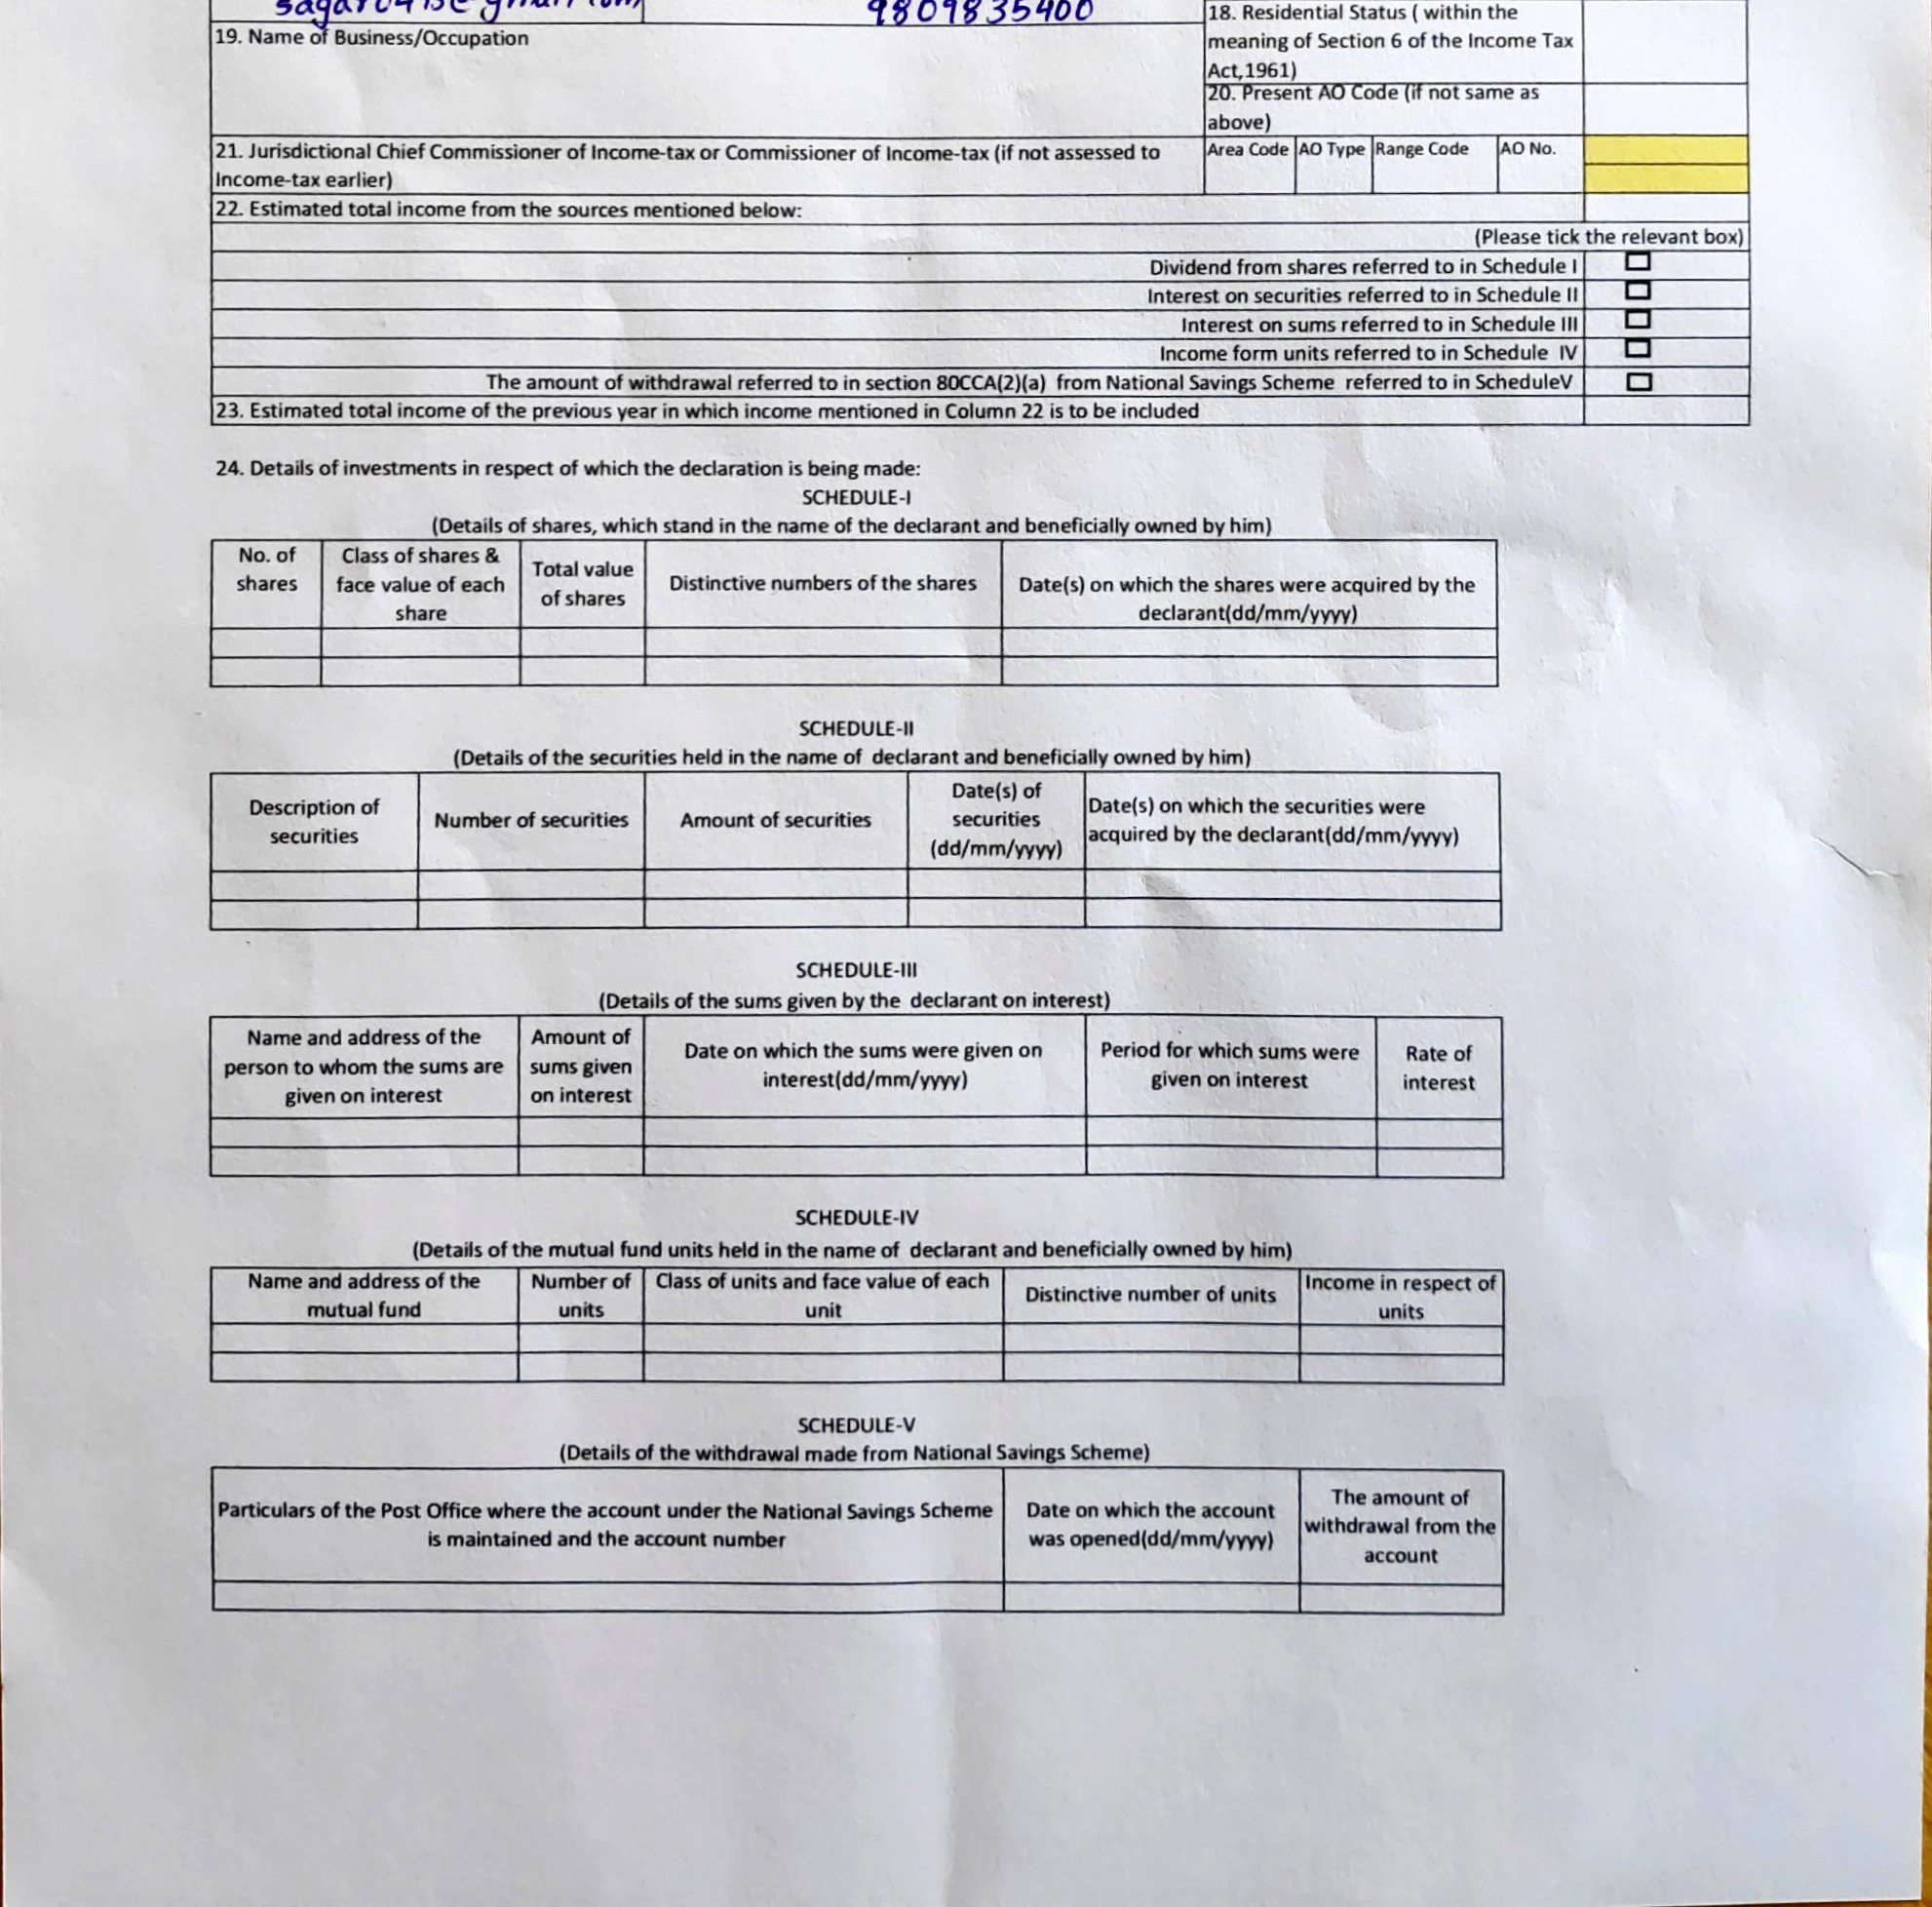 9809835400
18. Residential Status ( within the
meaning of Section 6 of the Income Tax
Act,1961)
19. Name of Business/Occupation
20. Present AO Code (if not same as
above)
21. Jurisdictional Chief Commissioner of Income-tax or Commissioner of Income-tax (if not assessed to
Income-tax earlier)
Area Code AO Type Range Code AO No.
22. Estimated total income from the sources mentioned below:
(Please tick the relevant box)
Dividend from shares referred to in Schedule I
Interest on securities referred to in Schedule II
Interest on sums referred to in Schedule III
Income form units referred to in Schedule IV
The amount of withdrawal referred to in section 80CCA(2)(a) from National Savings Scheme referred to in ScheduleV
23. Estimated total income of the previous year in which income mentioned in Column 22 is to be included
24. Details of investments in respect of which the declaration is being made:
SCHEDULE-I
(Details of shares, which stand in the name of the declarant and beneficially owned by him)
No. of
shares
Class of shares &
face value of each
share
Total value
of shares
Distinctive numbers of the shares
Date(s) on which the shares were acquired by the
declarant(dd/mm/yyyy)
SCHEDULE-II
(Details of the securities held in the name of declarant and beneficially owned by him)
Description of
securities
Number of securities
Amount of securities
Date(s) of
securities
(dd/mm/yyyy)
Date(s) on which the securities were
acquired by the declarant(dd/mm/yyyy)
SCHEDULE-III
(Details of the sums given by the declarant on interest)
Name and address of the
person to whom the sums are
given on interest
Amount of
sums given
on interest
Date on which the sums were given on
interest(dd/mm/yyyy)
Period for which sums were
given on interest
Rate of
interest
SCHEDULE-IV
(Details of the mutual fund units held in the name of declarant and beneficially owned by him)
Name and address of the
mutual fund
Number of
units
Class of units and face value of each
unit
Distinctive number of units
Income in respect of
units
SCHEDULE-V
(Details of the withdrawal made from National Savings Scheme)
Particulars of the Post Office where the account under the National Savings Scheme
is maintained and the account number
Date on which the account
was opened(dd/mm/yyyy)
The amount of
withdrawal from the
account